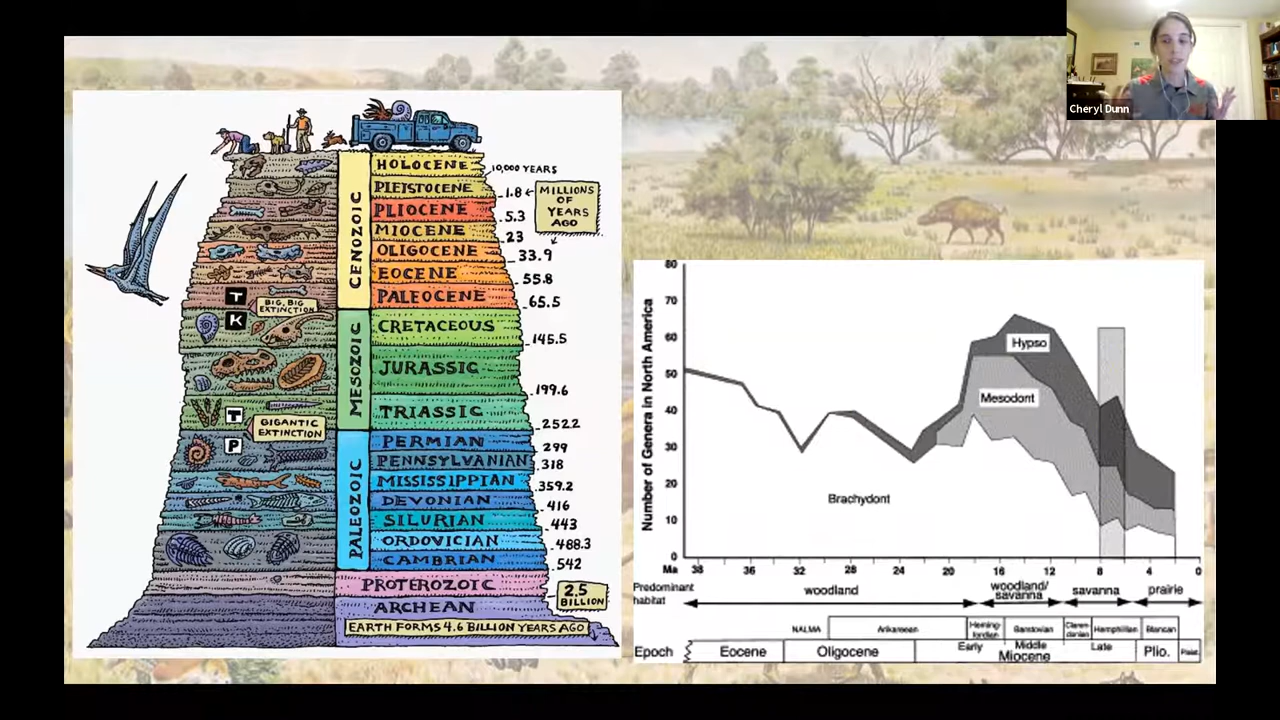 Cheryl Dunn
HOLOCENE
10,000 YEARS
PLEISTOCENE
1.8
MILLIONS
OF
YEARS
AGO
PLIOCENE
5.3
MIOCENE
23
OLIGOCENE
33.9
EOCENE
55.8
PALEOCENE
65.5
CENOZOIC
T
BIG, BIG
EXTINCTION
K
CRETACEOUS
145.5
JURASSIC
199.6
TRIASSIC
252.2
MESOZOIC
T
GIGANTIC
EXTINCTION
P
PERMIAN
299
PENNSYLVANIAN
318
MISSISSIPPIAN
359.2
DEVONIAN
416
SILURIAN
443
ORDOVICIAN
488.3
CAMBRIAN
542
PALEOZOIC
PROTEROZOIC
2.5
BILLION
ARCHEAN
EARTH FORMS 4.6 BILLION YEARS AGO
Number of Genera in North America
80
70
60
50
40
30
20
10
0
Hypso
Mesodont
Brachydont
Ma 38 36 32 28 24 20 16 12 8 4 0
Predominant
habitat
woodland
woodland/
savanna
savanna
prairie
NALMA
Arikareean
Heming-
fordian
Barstovian
Claren-
donian
Hemphillian
Blancan
Epoch
Eocene
Oligocene
Early
Middle
Late
Miocene
Plio.
Pleist.